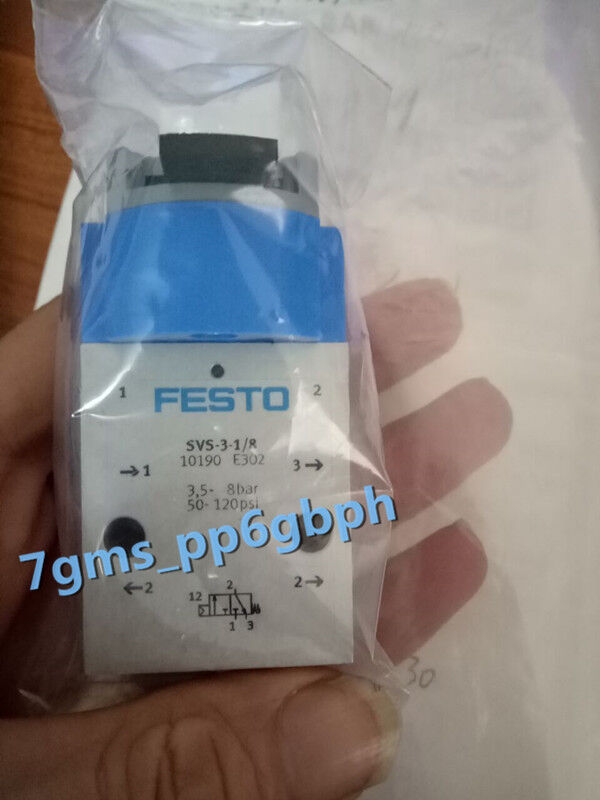 1 FESTO 2
SVS-3-1/8
10190 E302
→1 3→
3,5- 8bar
50-120psi
7gms_pp6gbph
←2 2→
12 2
1 3
30